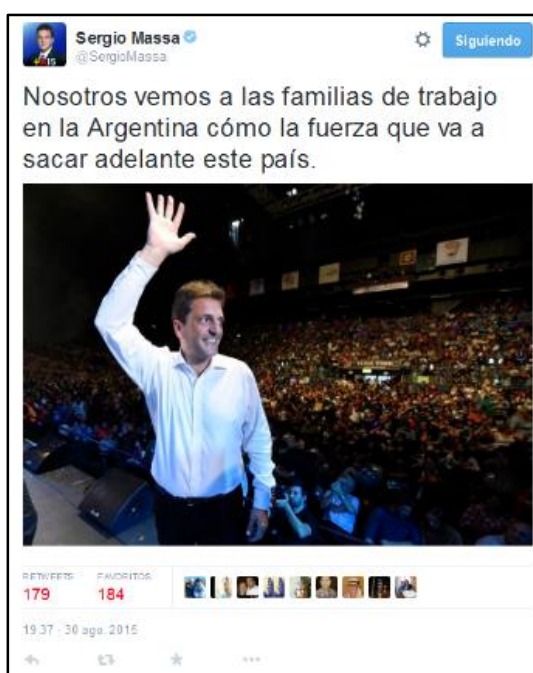 Sergio Massa
@SergioMassa
Siguiendo
Nosotros vemos a las familias de trabajo
en la Argentina cómo la fuerza que va a
sacar adelante este país.
RETWEETS FAVORITOS
179 184
19:37 - 30 ago. 2015